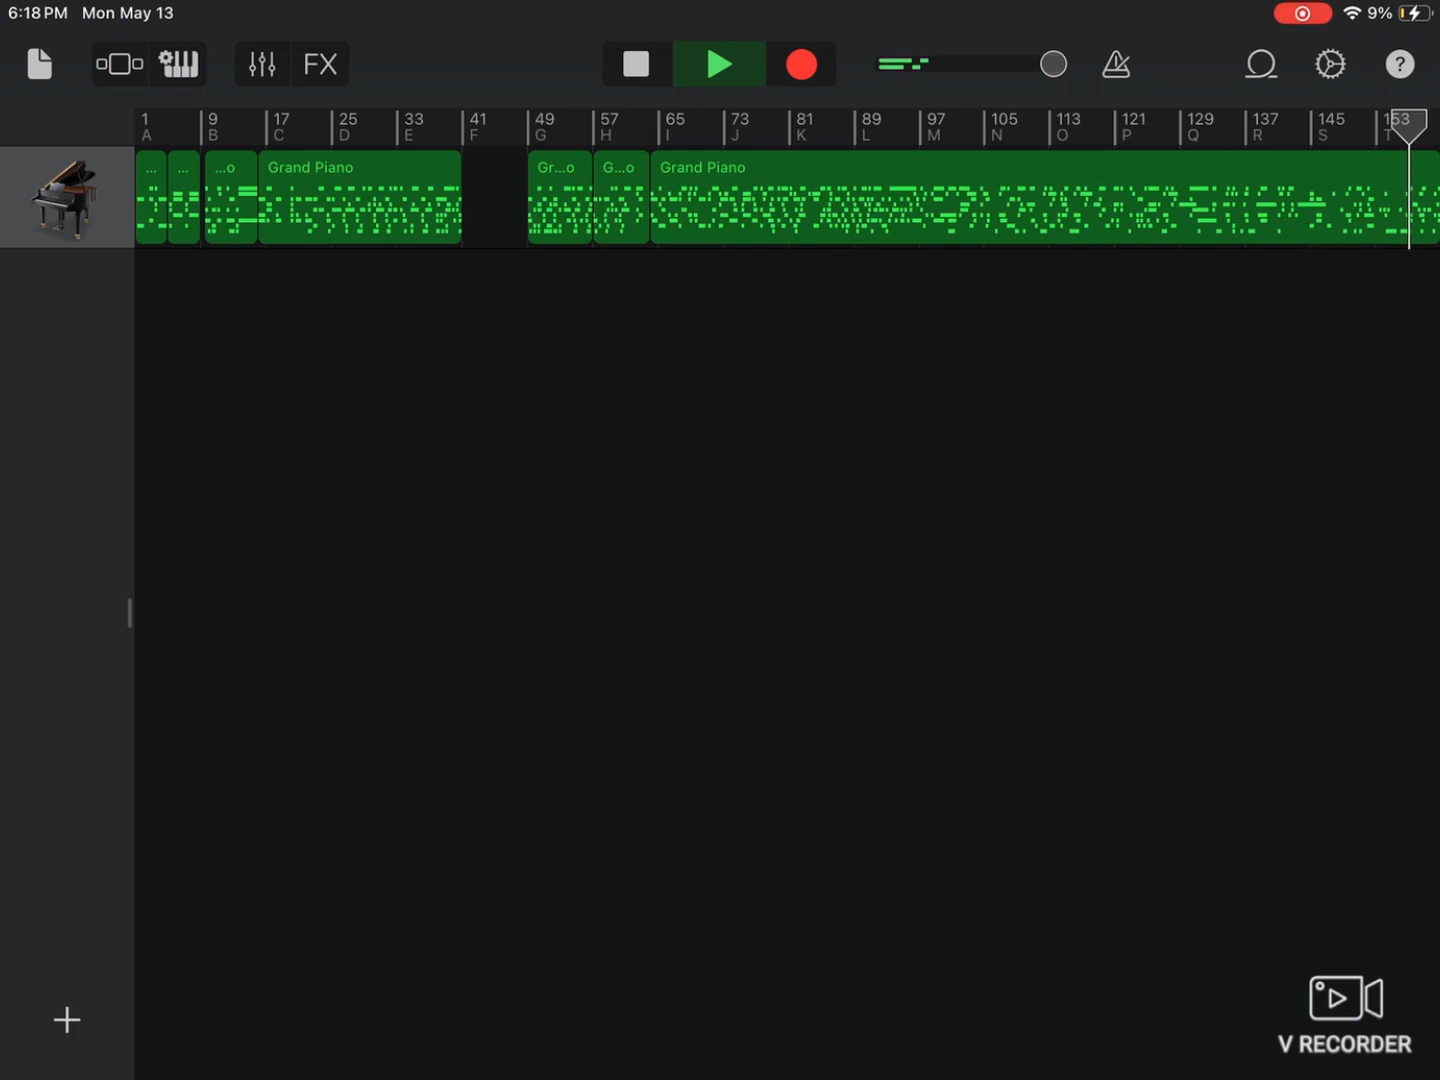 6:18 PM Mon May 13 9%
FX ?
1 9 17 25 33 41 49 57 65 73 81 89 97 105 113 121 129 137 145 153
A B C D E F G H I J K L M N O P Q R S T
... ... ...o Grand Piano Gr...o G...o Grand Piano
V RECORDER